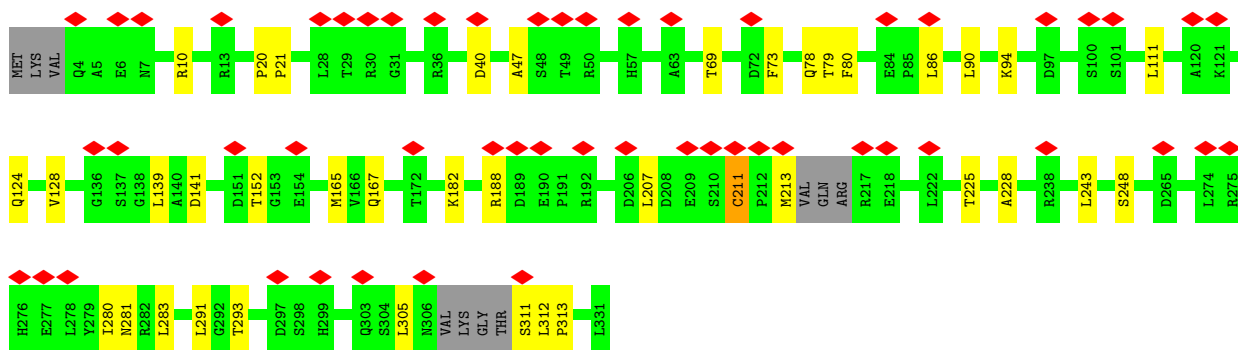 MET LYS VAL Q4 A5 E6 N7 R10 R13 P20 P21 L28 T29 R30 G31 R36 D40 A47 S48 T49 R50 H57 A63 T69 D72 F73 Q78 T79 F80 E84 P85 L86 L90 K94 D97 S100 S101 L111 A120 K121
Q124 V128 G136 S137 G138 L139 A140 D141 D151 T152 G153 E154 M165 V166 Q167 T172 K182 R188 D189 E190 P191 R192 D206 L207 D208 E209 S210 C211 P212 M213 VAL GLN ARG R217 E218 L222 T225 A228 R238 L243 S248 D265 L274 R275
H276 E277 L278 Y279 I280 N281 R282 L283 L291 G292 T293 D297 S298 H299 Q303 S304 L305 N306 VAL LYS GLY THR S311 L312 P313 L331